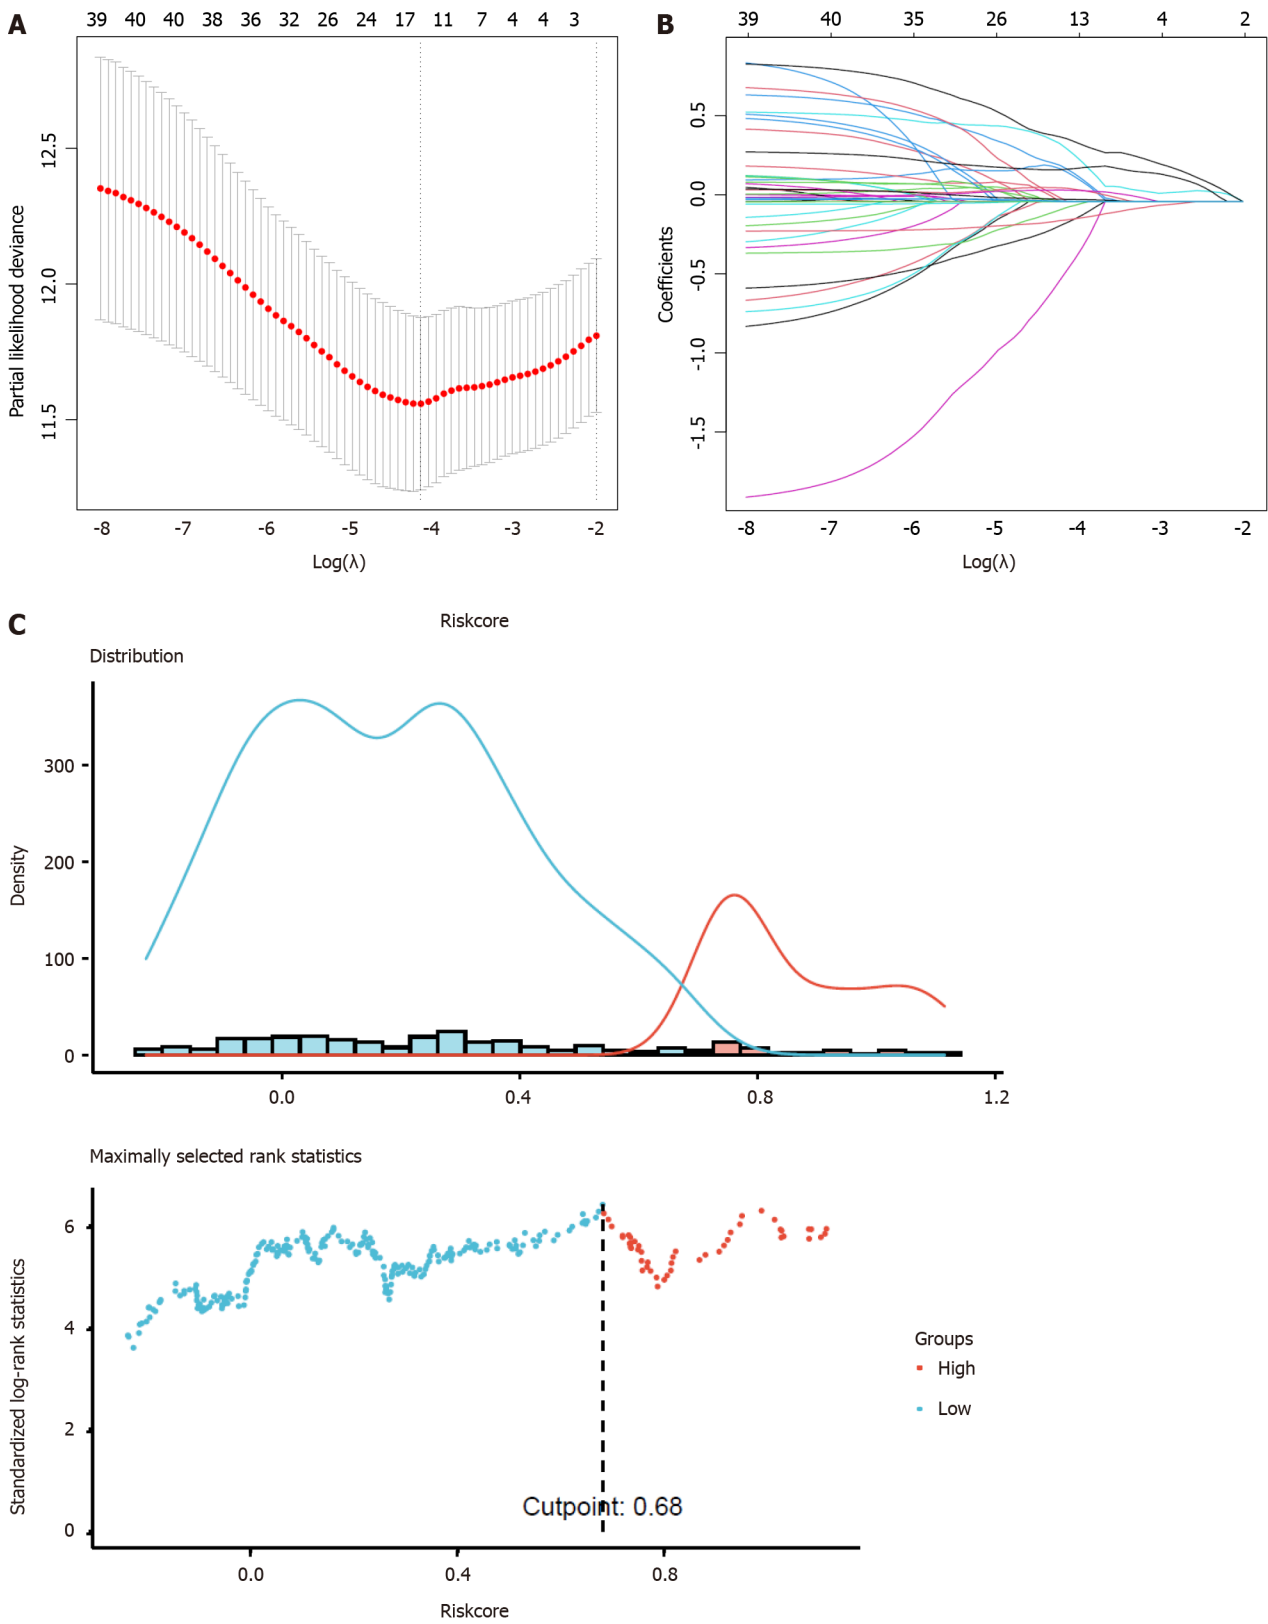 A
39 40 40 38 36 32 26 24 17 11 7 4 4 3
12.5
12.0
11.5
Partial likelihood deviance
-8 -7 -6 -5 -4 -3 -2
Log(λ)
B
39 40 35 26 13 4 2
0.5
0.0
-0.5
-1.0
-1.5
Coefficients
-8 -7 -6 -5 -4 -3 -2
Log(λ)
C
Riskcore
Distribution
300
200
100
0
Density
0.0 0.4 0.8 1.2
Maximally selected rank statistics
6
4
2
0
Standardized log-rank statistics
Cutpoint: 0.68
Groups
High
Low
0.0 0.4 0.8
Riskcore